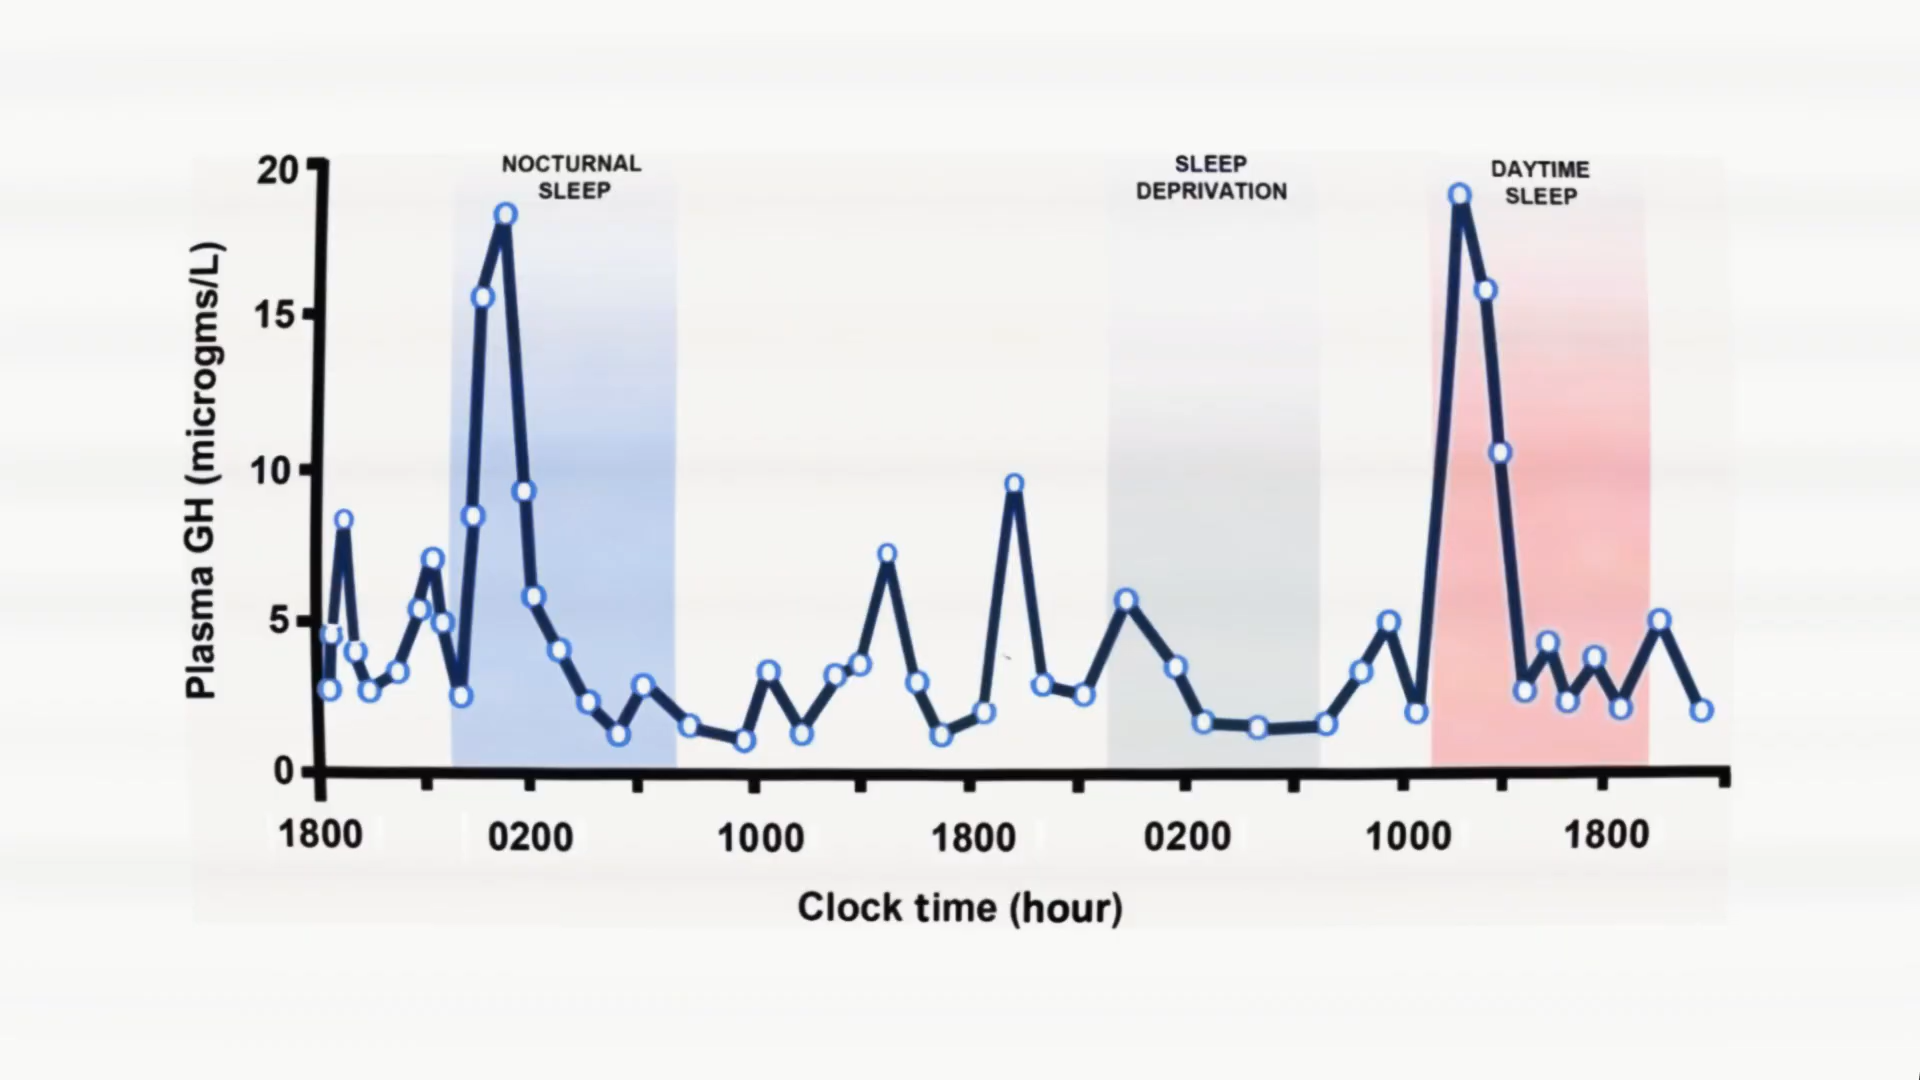 NOCTURNAL
SLEEP
SLEEP
DEPRIVATION
DAYTIME
SLEEP
Plasma GH (microgms/L)
20
15
10
5
0
1800 0200 1000 1800 0200 1000 1800
Clock time (hour)